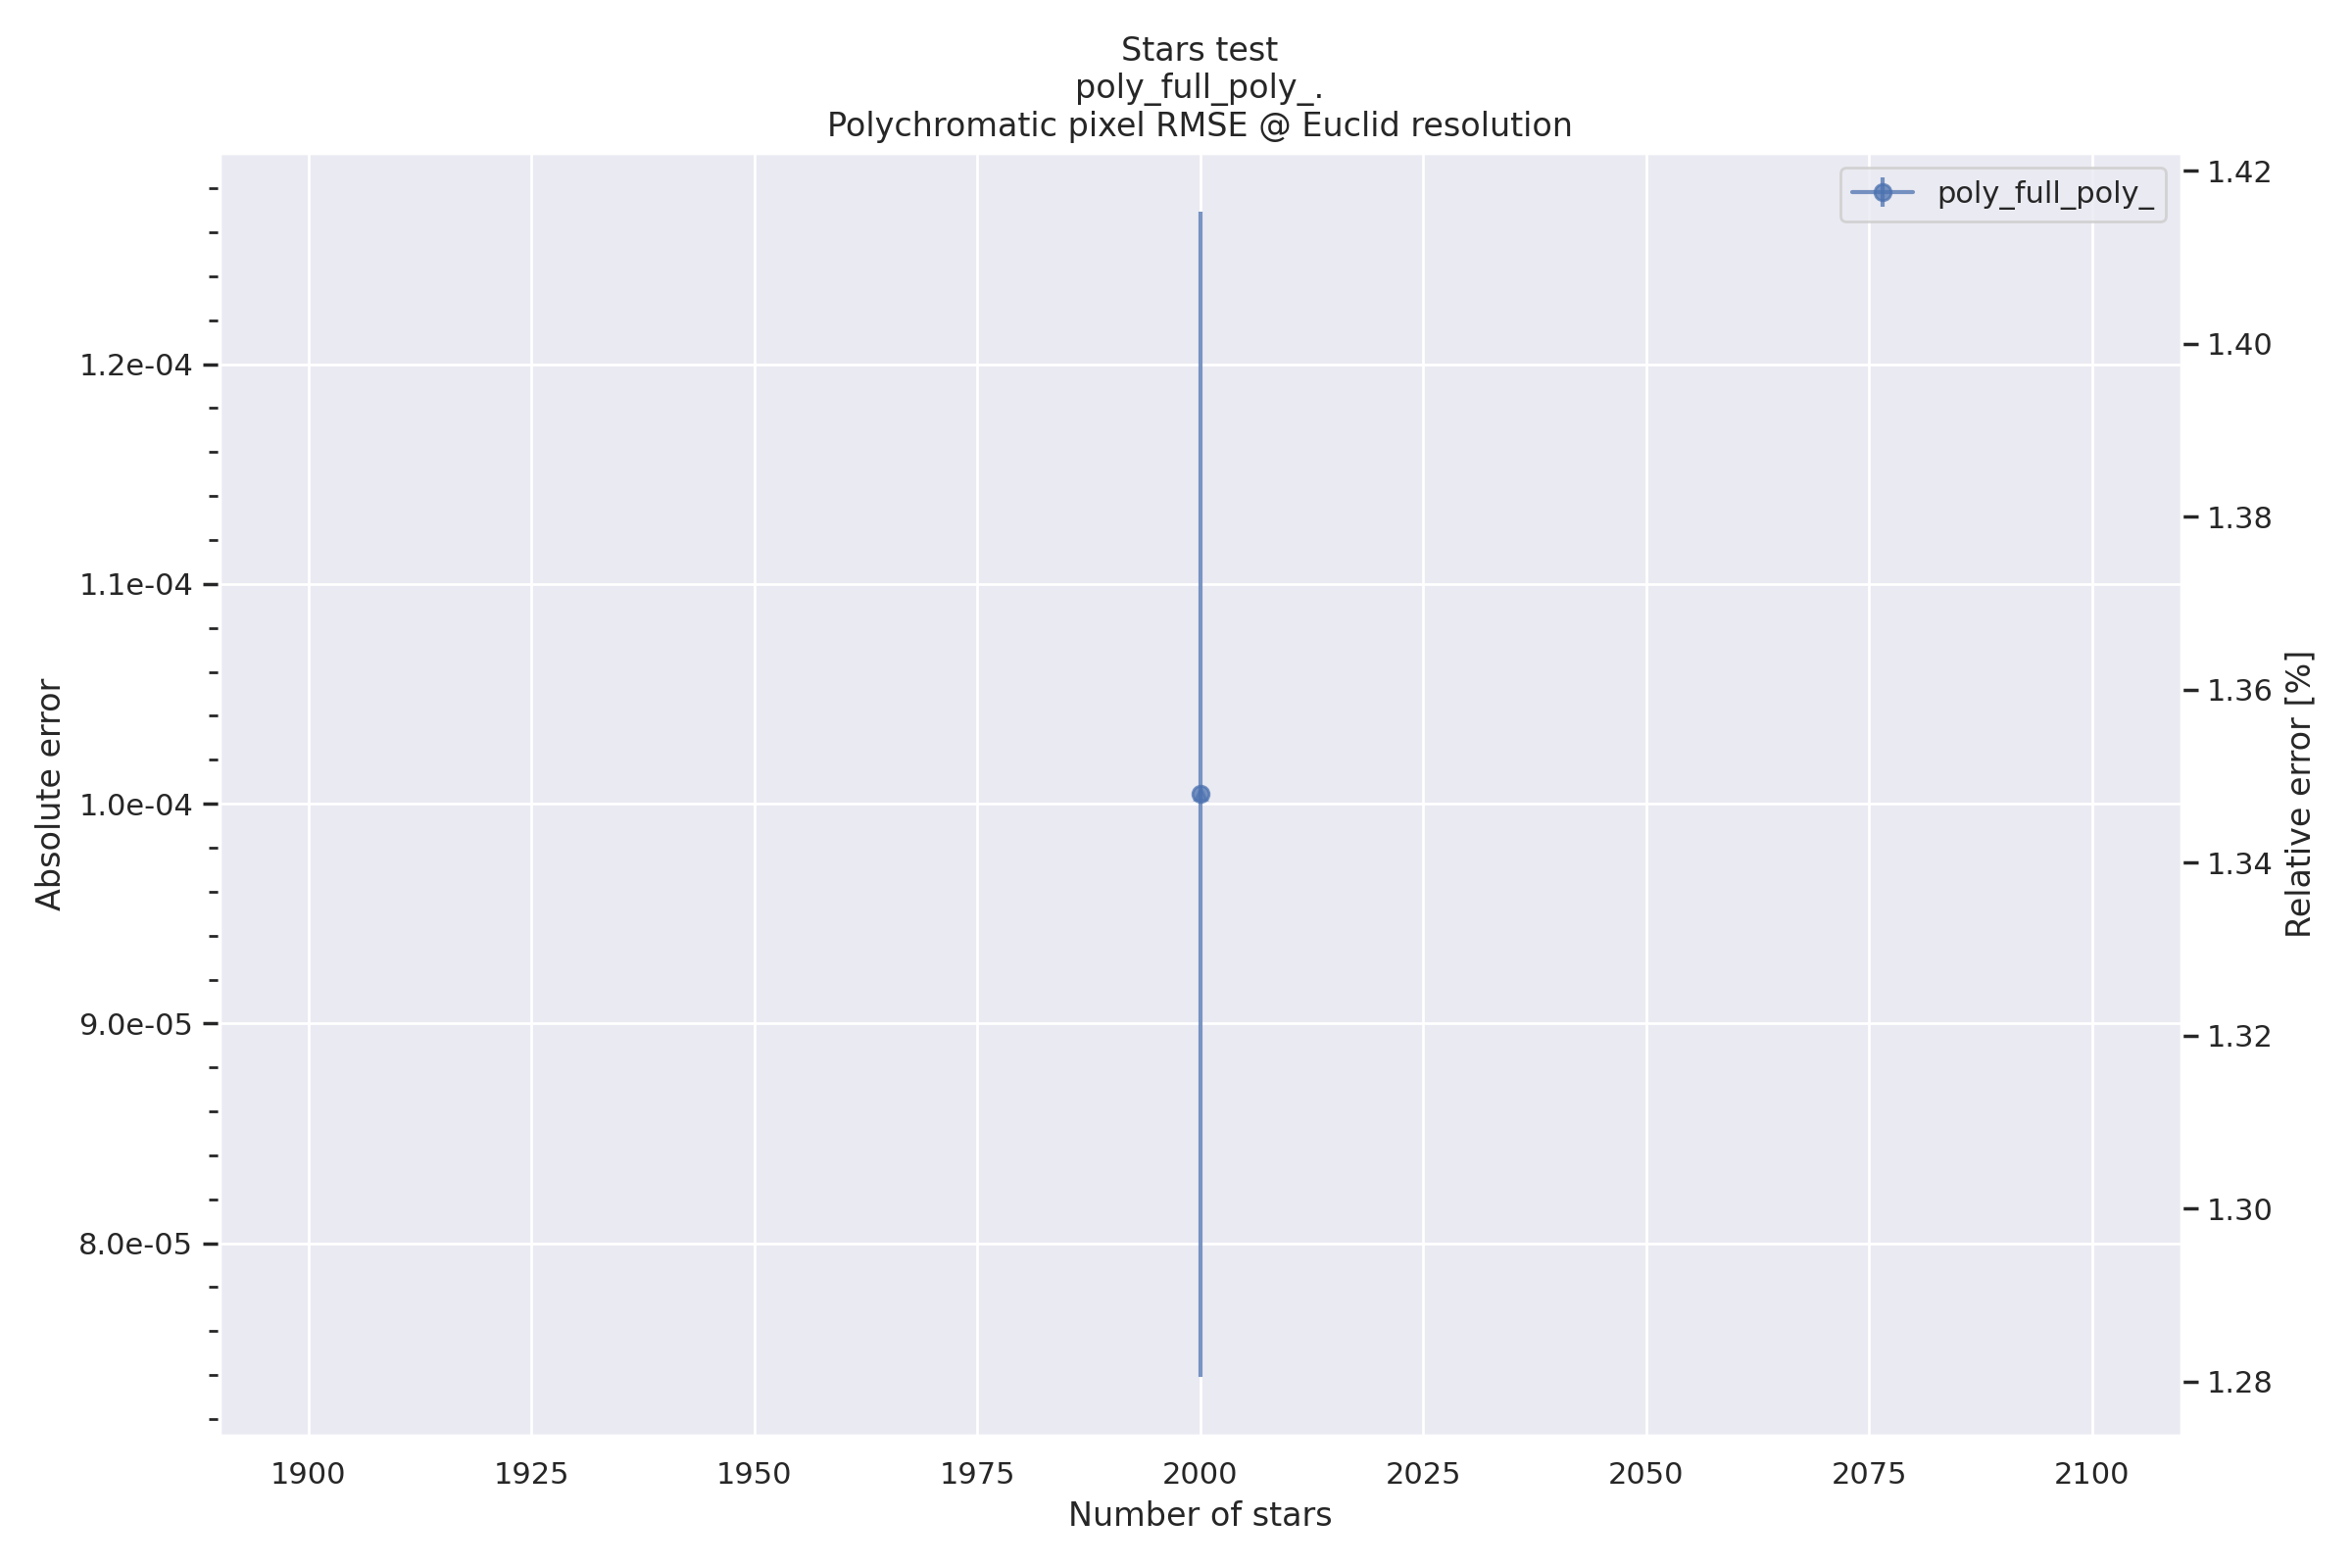 Stars test
poly_full_poly_.
Polychromatic pixel RMSE @ Euclid resolution
poly_full_poly_
Absolute error
1.2e-04
1.1e-04
1.0e-04
9.0e-05
8.0e-05
1.42
1.40
1.38
1.36
1.34
1.32
1.30
1.28
Relative error [%]
1900 1925 1950 1975 2000 2025 2050 2075 2100
Number of stars